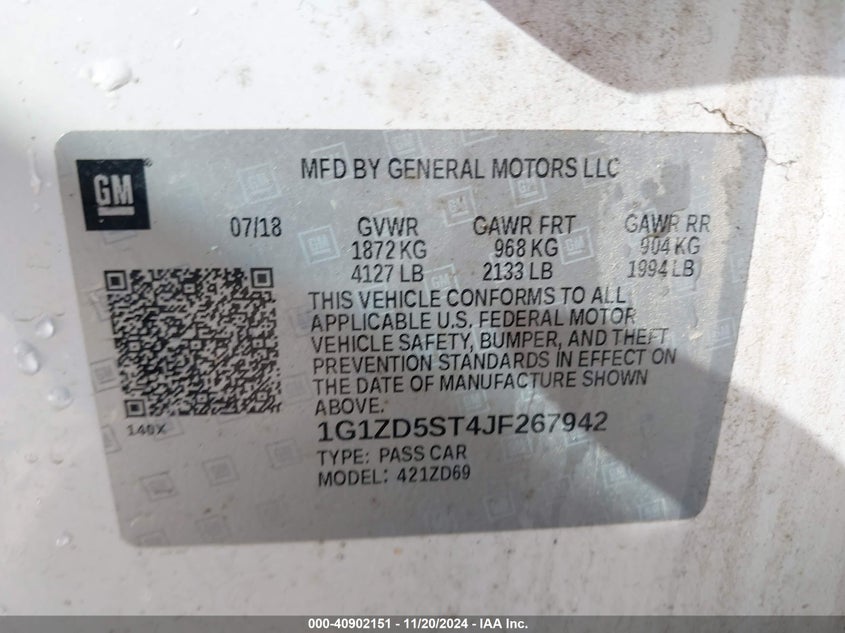 GM®
MFD BY GENERAL MOTORS LLC
07/18 GVWR GAWR FRT GAWR RR
1872 KG 968 KG 904 KG
4127 LB 2133 LB 1994 LB
THIS VEHICLE CONFORMS TO ALL
APPLICABLE U.S. FEDERAL MOTOR
VEHICLE SAFETY, BUMPER, AND THEFT
PREVENTION STANDARDS IN EFFECT ON
THE DATE OF MANUFACTURE SHOWN
ABOVE.
140X
1G1ZD5ST4JF267942
TYPE: PASS CAR
MODEL: 421ZD69
000-40902151 - 11/20/2024 - IAA Inc.